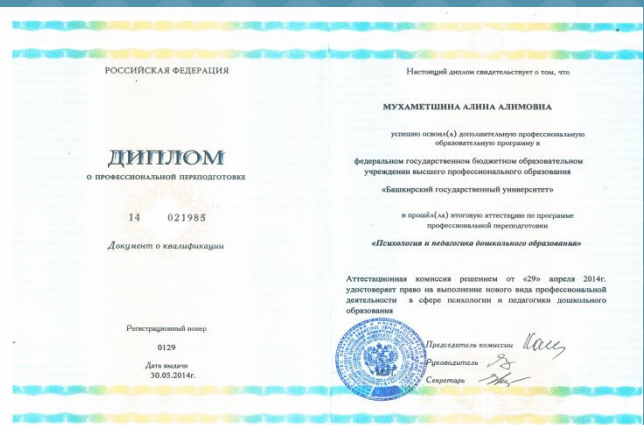 РОССИЙСКАЯ ФЕДЕРАЦИЯ
ДИПЛОМ
О ПРОФЕССИОНАЛЬНОЙ ПЕРЕПОДГОТОВКЕ
14 021985
Документ о квалификации
Регистрационный номер
0129
Дата выдачи
30.05.2014г.
Настоящий диплом свидетельствует о том, что
МУХАМЕТШИНА АЛИНА АЛИМОВНА
успешно освоил(а) дополнительную профессиональную
образовательную программу в
федеральном государственном бюджетном образовательном
учреждении высшего профессионального образования
«Башкирский государственный университет»
и прошёл(ла) итоговую аттестацию по программе
профессиональной переподготовки
«Психология и педагогика дошкольного образования»
Аттестационная комиссия решением от «29» апреля 2014г.
удостоверяет право на выполнение нового вида профессиональной
деятельности в сфере психологии и педагогики дошкольного
образования
Председатель комиссии
Руководитель
Секретарь